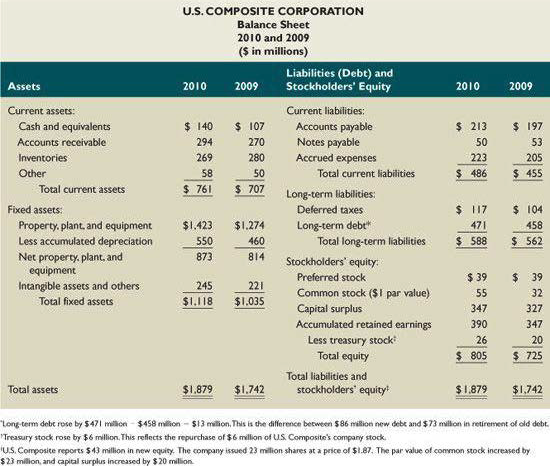 U.S. COMPOSITE CORPORATION
Balance Sheet
2010 and 2009
($ in millions)
Assets 2010 2009
Current assets:
Cash and equivalents $ 140 $ 107
Accounts receivable 294 270
Inventories 269 280
Other 58 50
Total current assets $ 761 $ 707
Fixed assets:
Property, plant, and equipment $1,423 $1,274
Less accumulated depreciation 550 460
Net property, plant, and
equipment 873 814
Intangible assets and others 245 221
Total fixed assets $1,118 $1,035
Total assets $1,879 $1,742
Liabilities (Debt) and
Stockholders' Equity 2010 2009
Current liabilities:
Accounts payable $ 213 $ 197
Notes payable 50 53
Accrued expenses 223 205
Total current liabilities $ 486 $ 455
Long-term liabilities:
Deferred taxes $ 117 $ 104
Long-term debt* 471 458
Total long-term liabilities $ 588 $ 562
Stockholders' equity:
Preferred stock $ 39 $ 39
Common stock ($1 par value) 55 32
Capital surplus 347 327
Accumulated retained earnings 390 347
Less treasury stock† 26 20
Total equity $ 805 $ 725
Total liabilities and
stockholders' equity‡ $1,879 $1,742
*Long-term debt rose by $471 million − $458 million = $13 million. This is the difference between $86 million new debt and $73 million in retirement of old debt.
†Treasury stock rose by $6 million. This reflects the repurchase of $6 million of U.S. Composite's company stock.
‡U.S. Composite reports $43 million in new equity. The company issued 23 million shares at a price of $1.87. The par value of common stock increased by
$23 million, and capital surplus increased by $20 million.